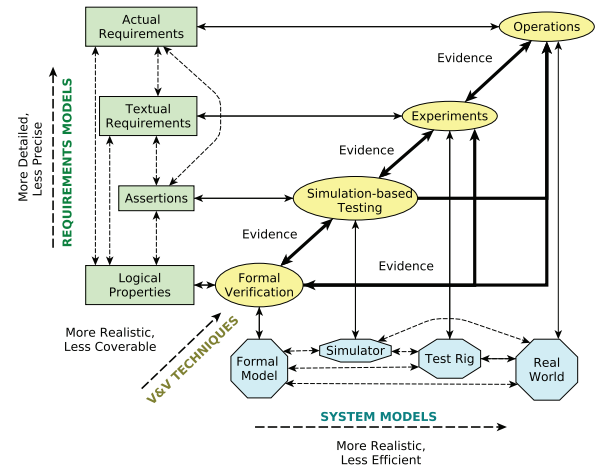 Actual
Requirements
Operations
Evidence
Textual
Requirements
Experiments
More Detailed,
Less Precise
REQUIREMENTS MODELS
Evidence
Assertions
Simulation-based
Testing
Evidence
Evidence
Logical
Properties
Formal
Verification
More Realistic,
Less Coverable
V&V TECHNIQUES
Formal
Model
Simulator
Test Rig
Real
World
SYSTEM MODELS
More Realistic,
Less Efficient